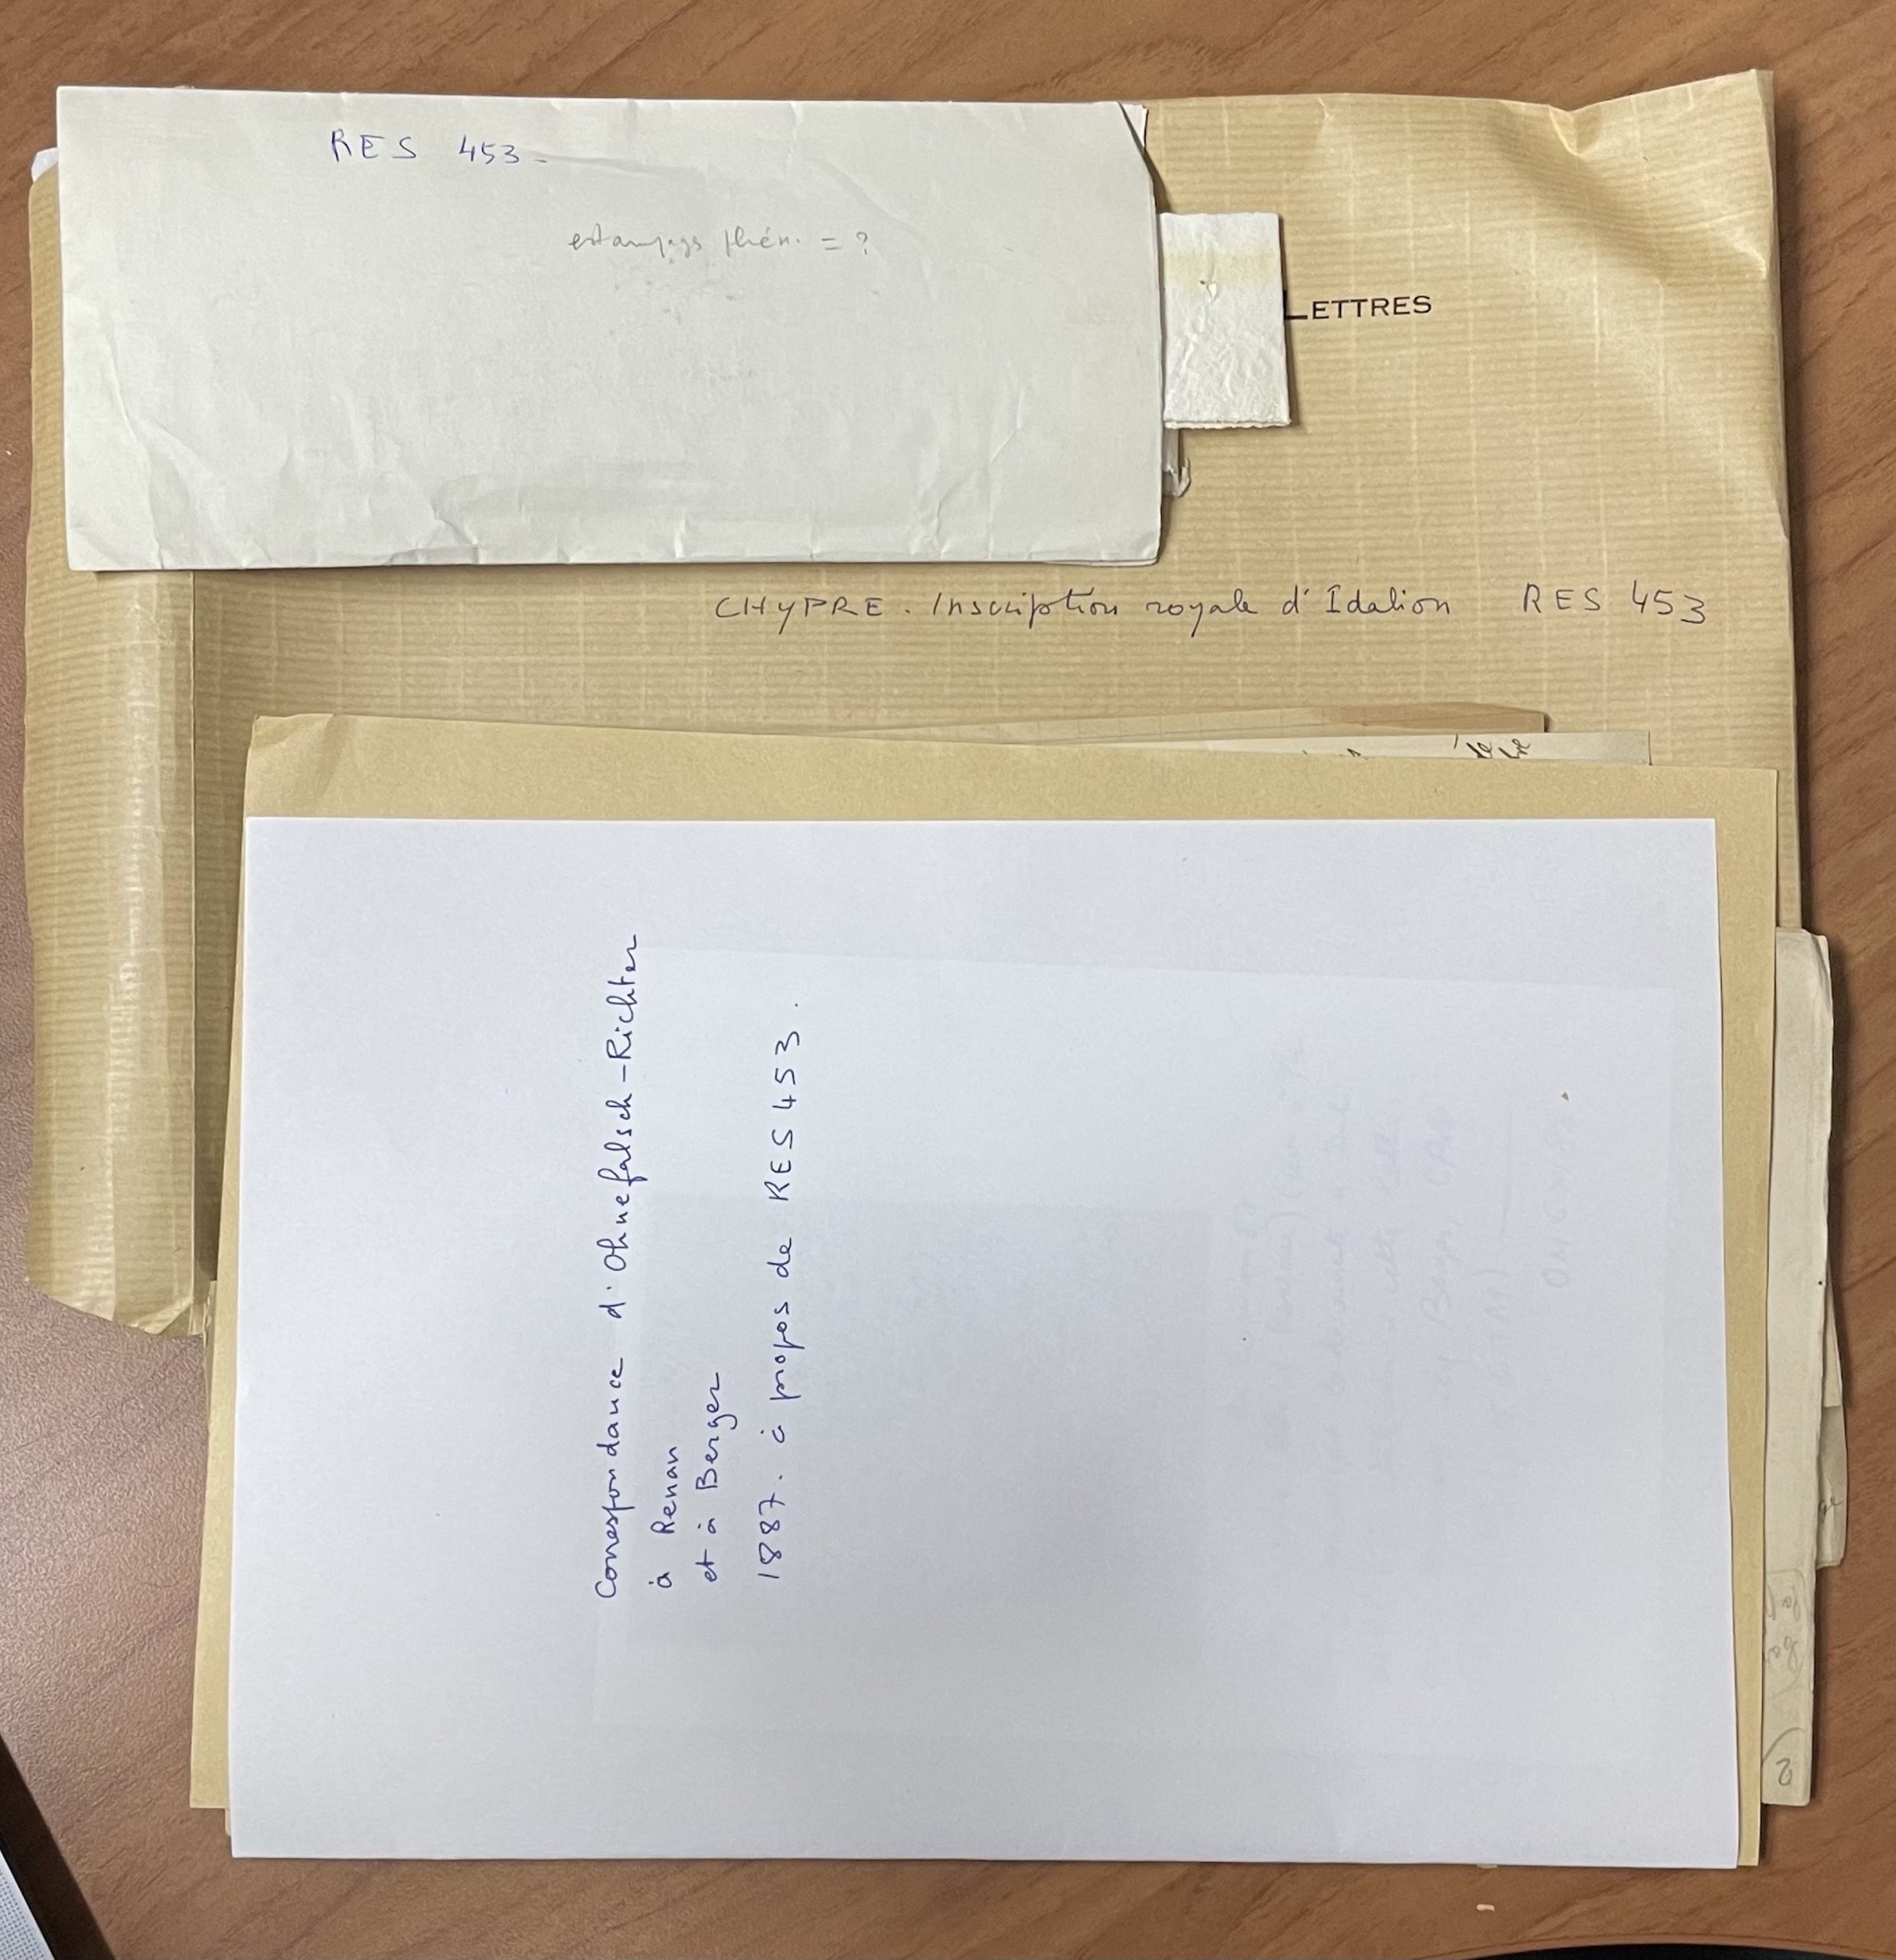 RES 453-
estampages phén. = ?
LETTRES
CHYPRE. Inscription royale d'Idalion RES 453
Correspondance d'Ohnefalsch-Richter
à Renan
et à Berger
1887. à propos de RES 453.
2